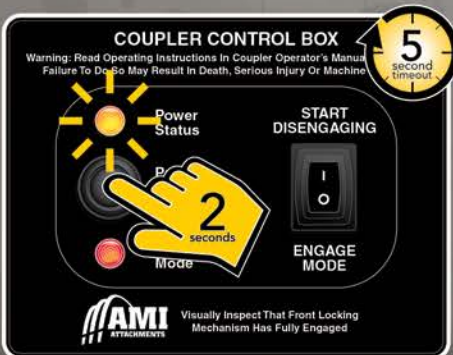 COUPLER CONTROL BOX
5
second
timeout
Warning: Read Operating Instructions In Coupler Operator's Manual
Failure To Do So May Result In Death, Serious Injury Or Machine
Power
Status
START
DISENGAGING
I
O
2
seconds
Mode
ENGAGE
MODE
AMI
ATTACHMENTS
Visually Inspect That Front Locking
Mechanism Has Fully Engaged